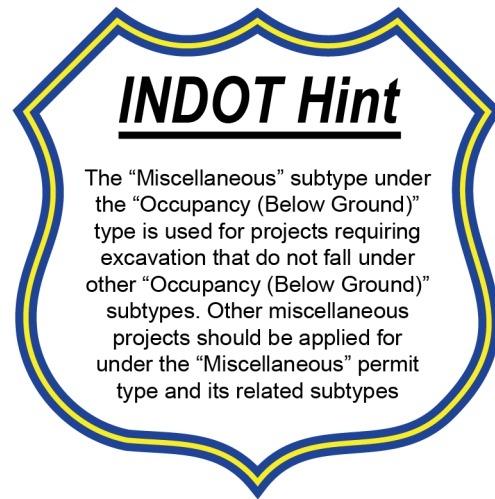 INDOT Hint
The “Miscellaneous” subtype under
the “Occupancy (Below Ground)”
type is used for projects requiring
excavation that do not fall under
other “Occupancy (Below Ground)”
subtypes. Other miscellaneous
projects should be applied for
under the “Miscellaneous” permit
type and its related subtypes